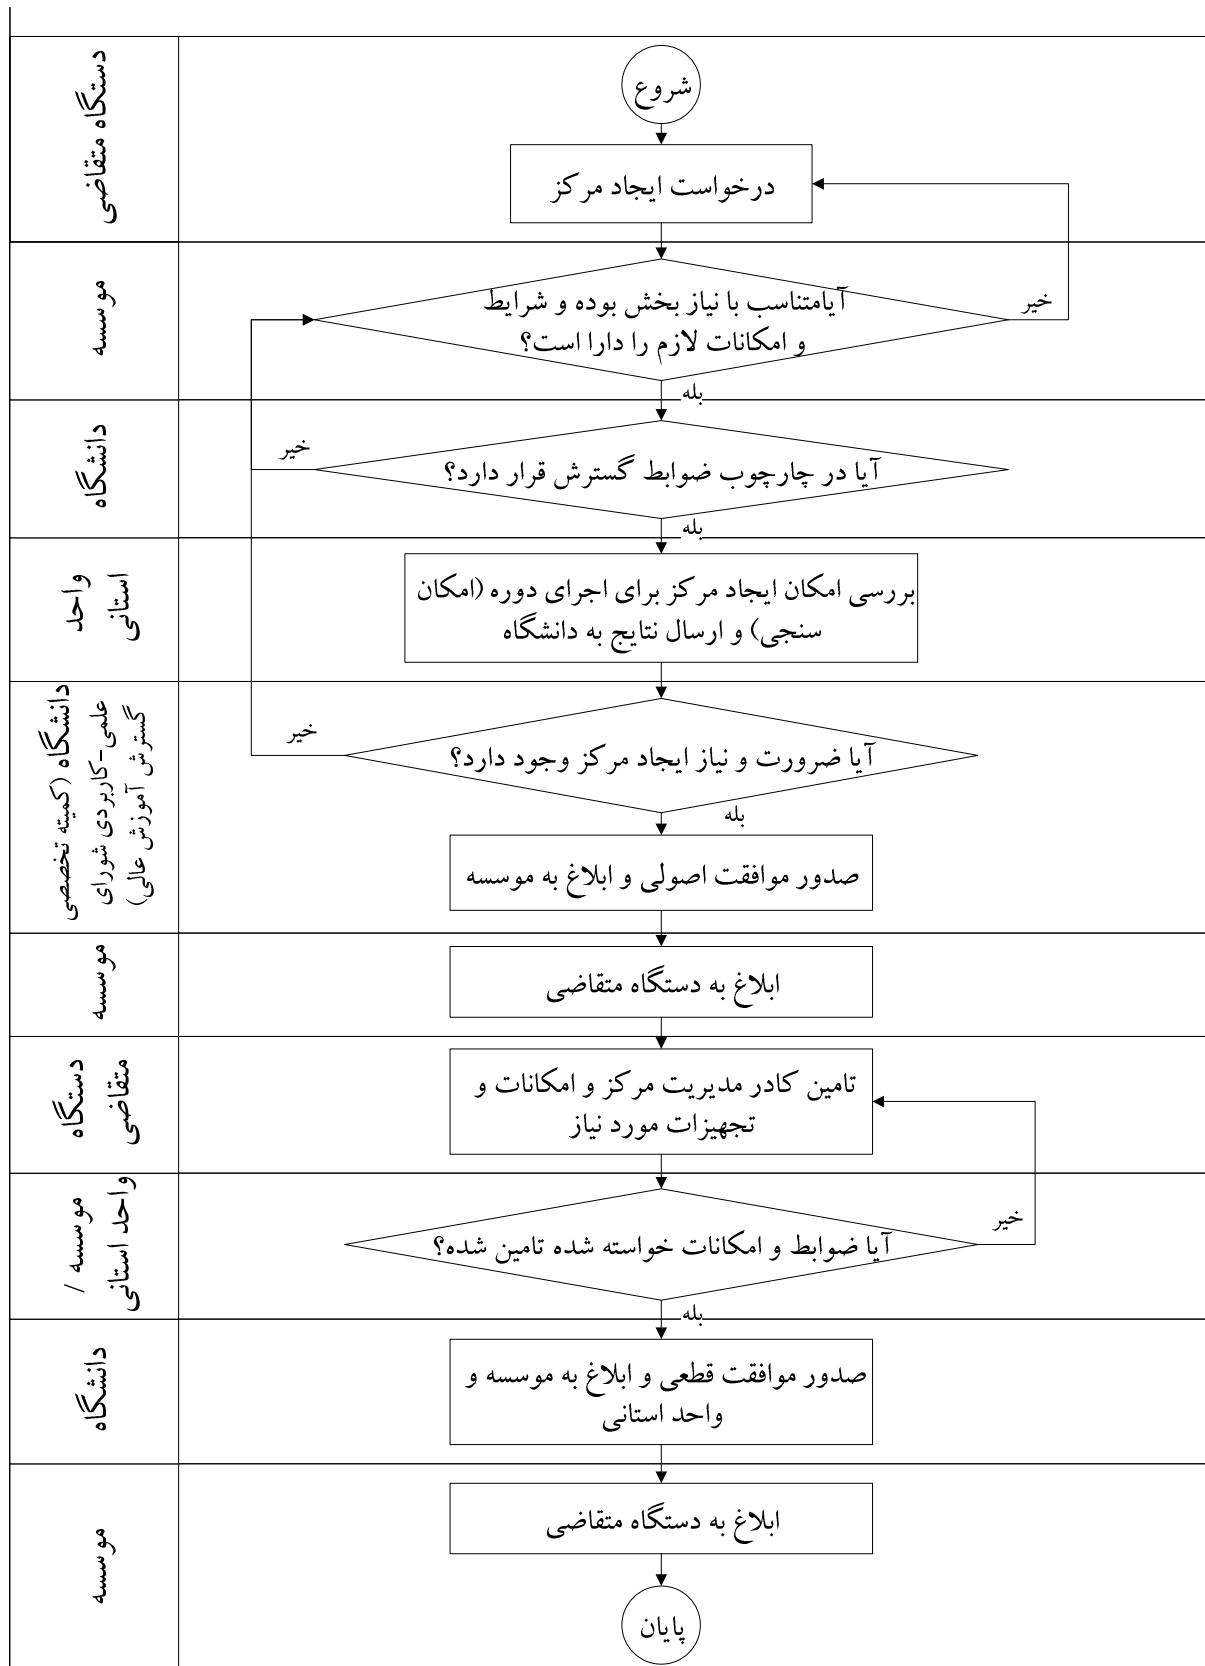 دستگاه متقاضی
شروع
درخواست ایجاد مرکز
موسسه
آیامتناسب با نیاز بخش بوده و شرایط
و امکانات لازم را دارا است؟
خیر
بله
دانشگاه
آیا در چارچوب ضوابط گسترش قرار دارد؟
خیر
بله
واحد
استانی
بررسی امکان ایجاد مرکز برای اجرای دوره (امکان
سنجی) و ارسال نتایج به دانشگاه
دانشگاه (کمیته تخصصی
علمی-کاربردی شورای
گسترش آموزش عالی)
آیا ضرورت و نیاز ایجاد مرکز وجود دارد؟
خیر
بله
صدور موافقت اصولی و ابلاغ به موسسه
موسسه
ابلاغ به دستگاه متقاضی
دستگاه
متقاضی
تامین کادر مدیریت مرکز و امکانات و
تجهیزات مورد نیاز
موسسه /
واحد استانی
آیا ضوابط و امکانات خواسته شده تامین شده؟
خیر
بله
دانشگاه
صدور موافقت قطعی و ابلاغ به موسسه و
واحد استانی
موسسه
ابلاغ به دستگاه متقاضی
پایان